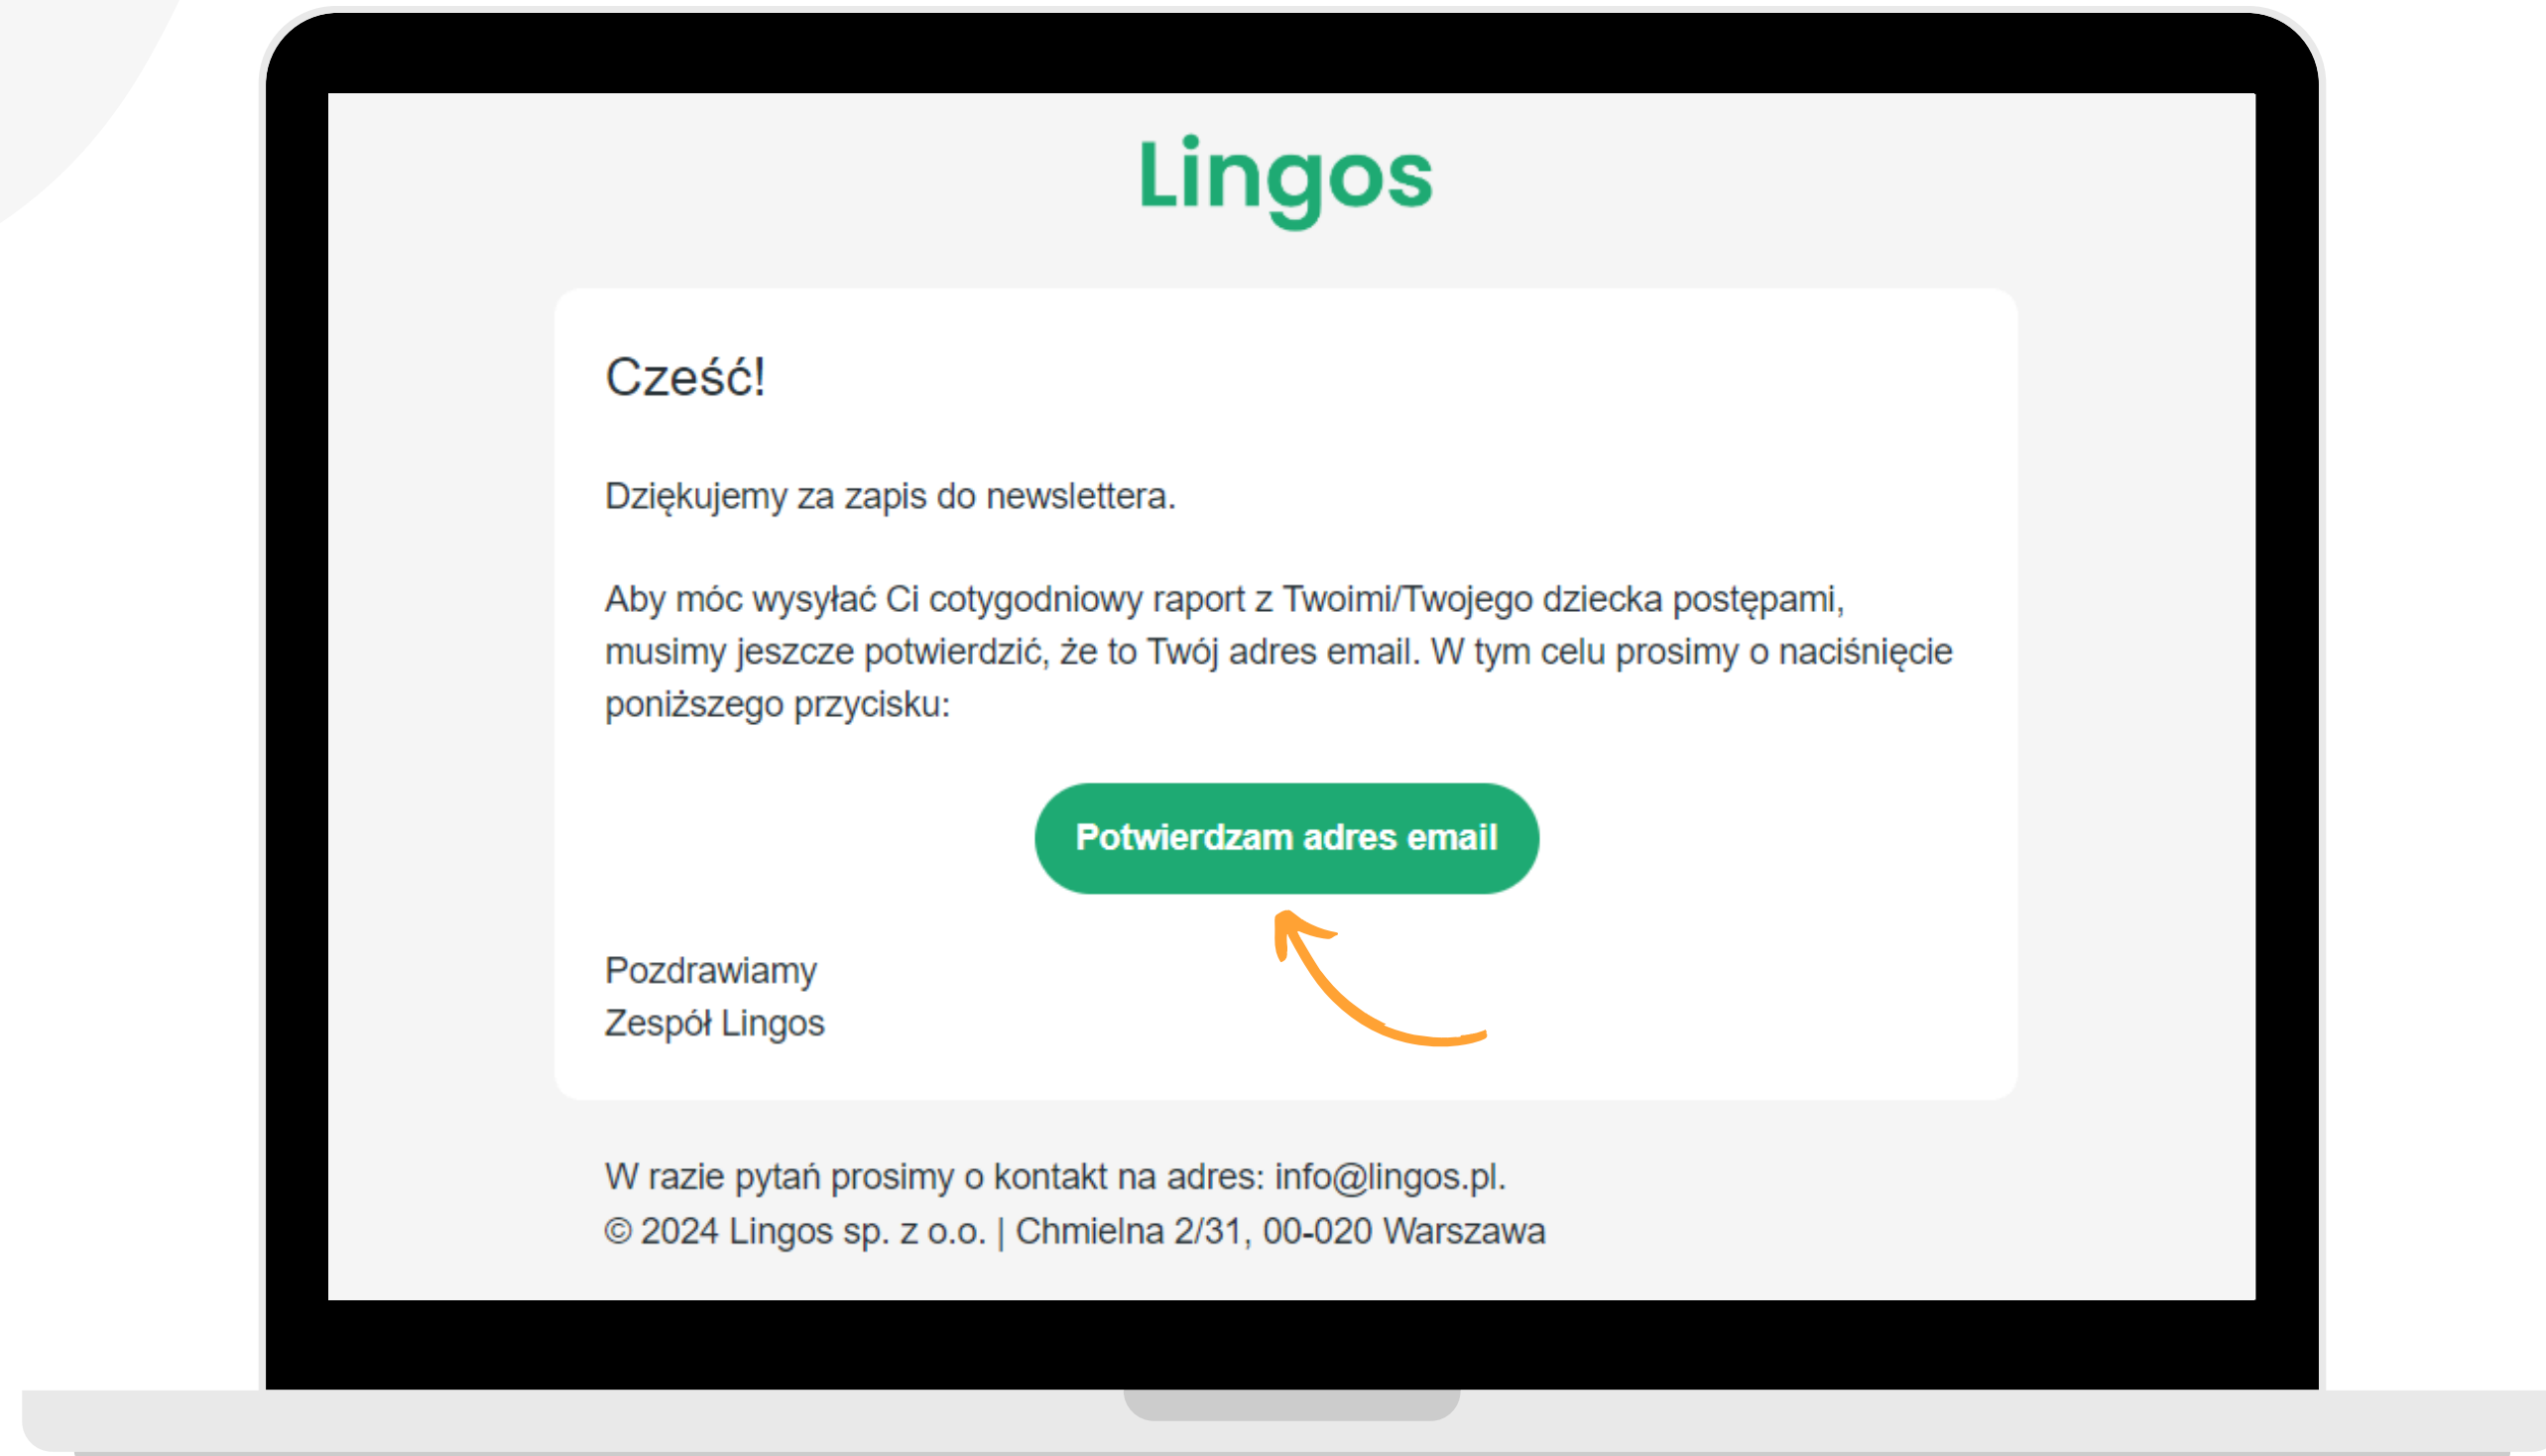 Lingos
Cześć!
Dziękujemy za zapis do newslettera.
Aby móc wysyłać Ci cotygodniowy raport z Twoimi/Twojego dziecka postępami,
musimy jeszcze potwierdzić, że to Twój adres email. W tym celu prosimy o naciśnięcie
poniższego przycisku:
Potwierdzam adres email
Pozdrawiamy
Zespół Lingos
W razie pytań prosimy o kontakt na adres: info@lingos.pl.
© 2024 Lingos sp. z o.o. | Chmielna 2/31, 00-020 Warszawa